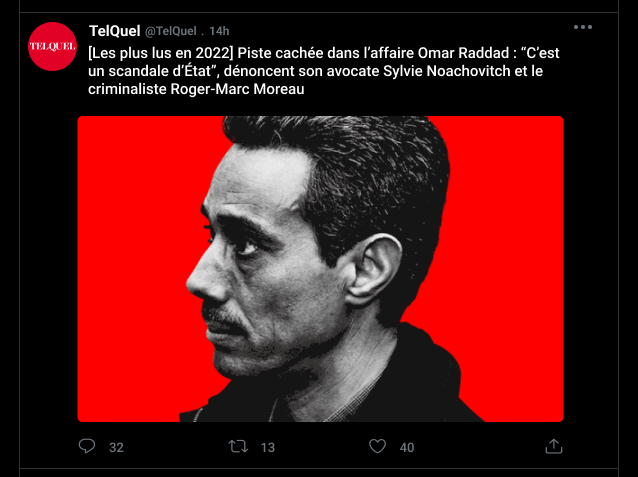 TELQUEL
TelQuel @TelQuel . 14h
[Les plus lus en 2022] Piste cachée dans l’affaire Omar Raddad : “C’est
un scandale d’État”, dénoncent son avocate Sylvie Noachovitch et le
criminaliste Roger-Marc Moreau
32 13 40